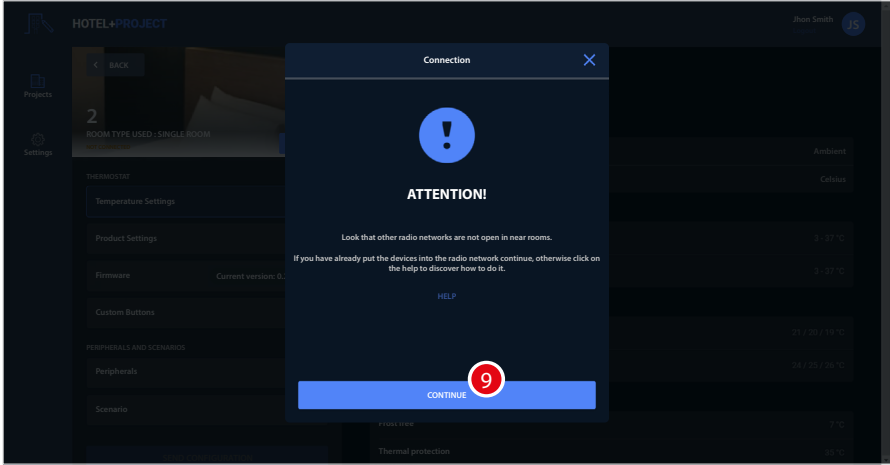 HOTEL+PROJECT
Jhon Smith
JS
BACK
Projects
Settings
2
ROOM TYPE USED : SINGLE ROOM
THERMOSTAT
Temperature Settings
Product Settings
Firmware
Custom Buttons
PERIPHERALS AND SCENARIOS
Peripherals
Scenario
Connection
!
ATTENTION!
Look that other radio networks are not open in near rooms.
If you have already put the devices into the radio network continue, otherwise click on
the help to discover how to do it.
HELP
CONTINUE
9
Ambient
Celsius
3 - 37 °C
3 - 37 °C
21 / 20 / 19 °C
24 / 25 / 26 °C
Frost free
7 °C
Thermal protection
35 °C